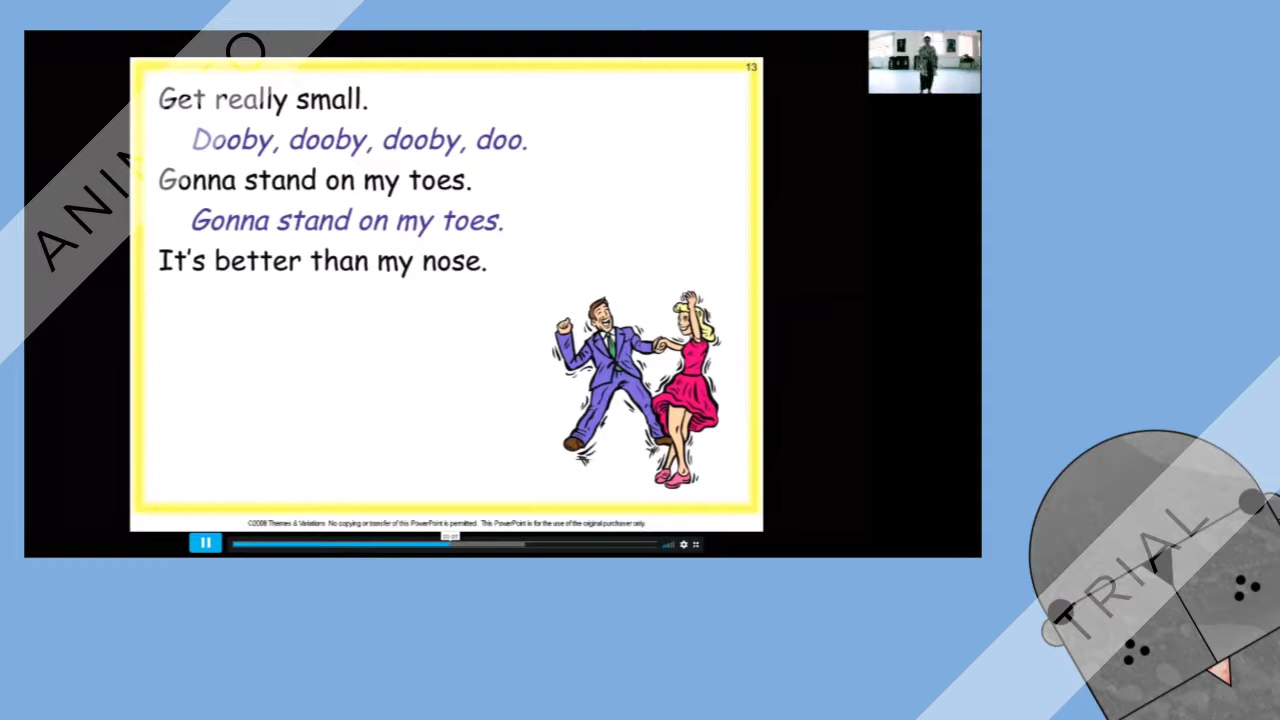 ANIM O
13
Get really small.
Dooby, dooby, dooby, doo.
Gonna stand on my toes.
Gonna stand on my toes.
It's better than my nose.
©2008 Themes & Variations No copying or transfer of this PowerPoint is permitted. This PowerPoint is for the use of the original purchaser only.
TRIAL